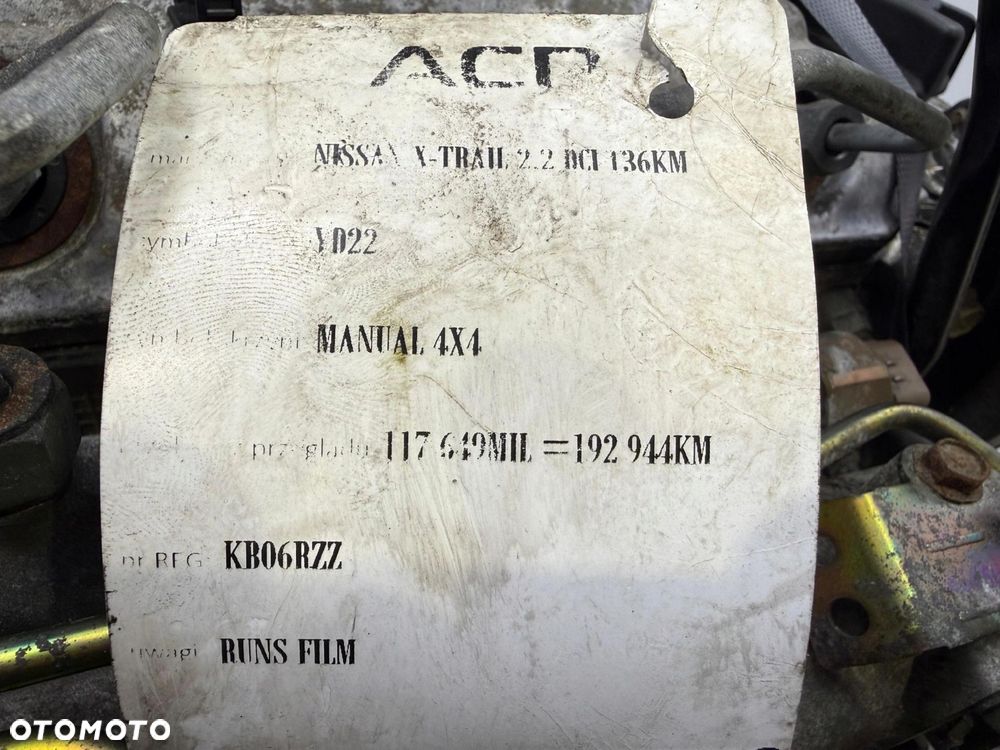 ACP
NISSAN X-TRAIL 2.2 DCI 136KM
YD22
MANUAL 4X4
przeglądu 117 649MIL =192 944KM
nr REG KB06RZZ
uwagi RUNS FILM
OTOMOTO